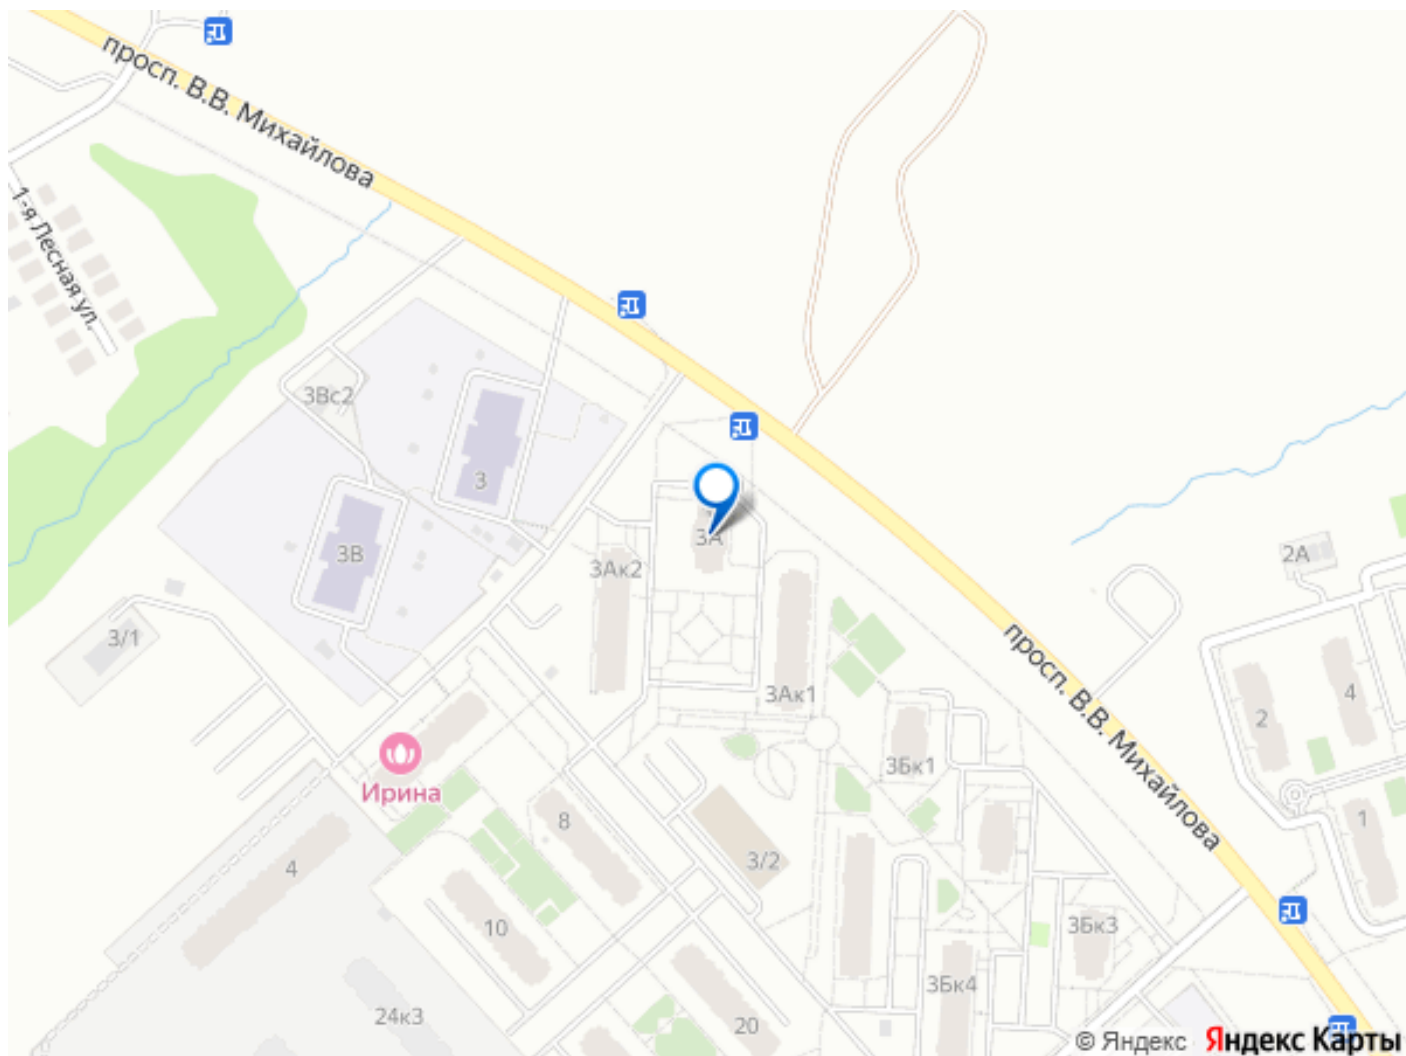 просп. В.В. Михайлова
1-я Лесная ул.
3Вс2
3
3А
3В
3Ак2
2А
3/1
просп. В.В. Михайлова
4
3Ак1
2
3Бк1
Ирина
8
1
3/2
4
10
3Бк3
3Бк4
24к3
20
© Яндекс Яндекс Карты